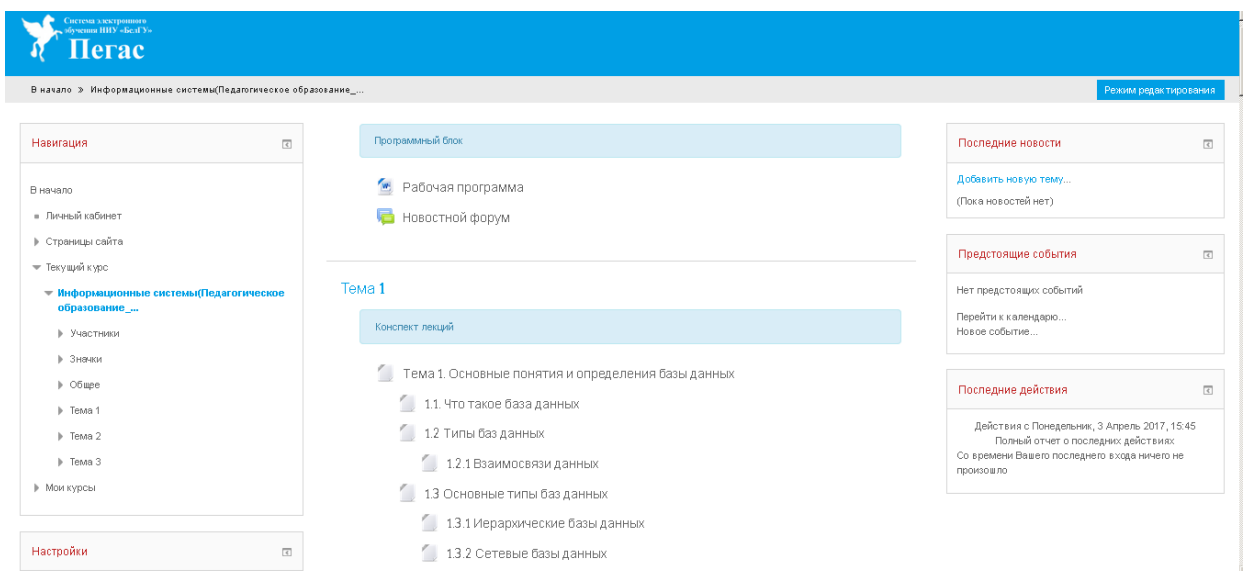 Система электронного
обучения НИУ «БелГУ»
Пегас
В начало » Информационные системы(Педагогическое образование_...
Режим редактирования
Навигация
В начало
Личный кабинет
Страницы сайта
Текущий курс
Информационные системы(Педагогическое
образование_...
Участники
Значки
Общее
Тема 1
Тема 2
Тема 3
Мои курсы
Настройки
Программный блок
Рабочая программа
Новостной форум
Тема 1
Конспект лекций
Тема 1. Основные понятия и определения базы данных
1.1. Что такое база данных
1.2 Типы баз данных
1.2.1 Взаимосвязи данных
1.3 Основные типы баз данных
1.3.1 Иерархические базы данных
1.3.2 Сетевые базы данных
Последние новости
Добавить новую тему...
(Пока новостей нет)
Предстоящие события
Нет предстоящих событий
Перейти к календарю...
Новое событие...
Последние действия
Действия с Понедельник, 3 Апрель 2017, 15:45
Полный отчет о последних действиях
Со времени Вашего последнего входа ничего не
произошло